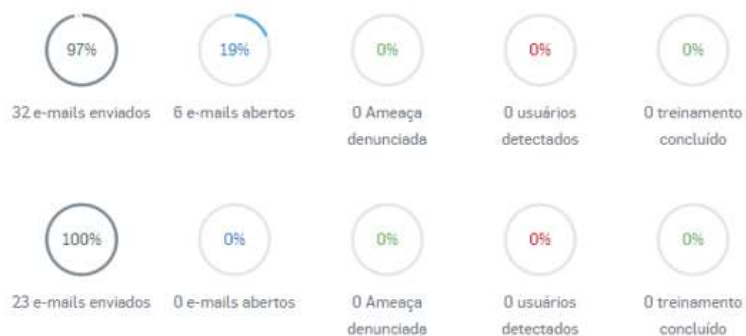 97% 19% 0% 0% 0%
32 e-mails enviados 6 e-mails abertos 0 Ameaça 0 usuários 0 treinamento
denunciada detectados concluído
100% 0% 0% 0% 0%
23 e-mails enviados 0 e-mails abertos 0 Ameaça 0 usuários 0 treinamento
denunciada detectados concluído